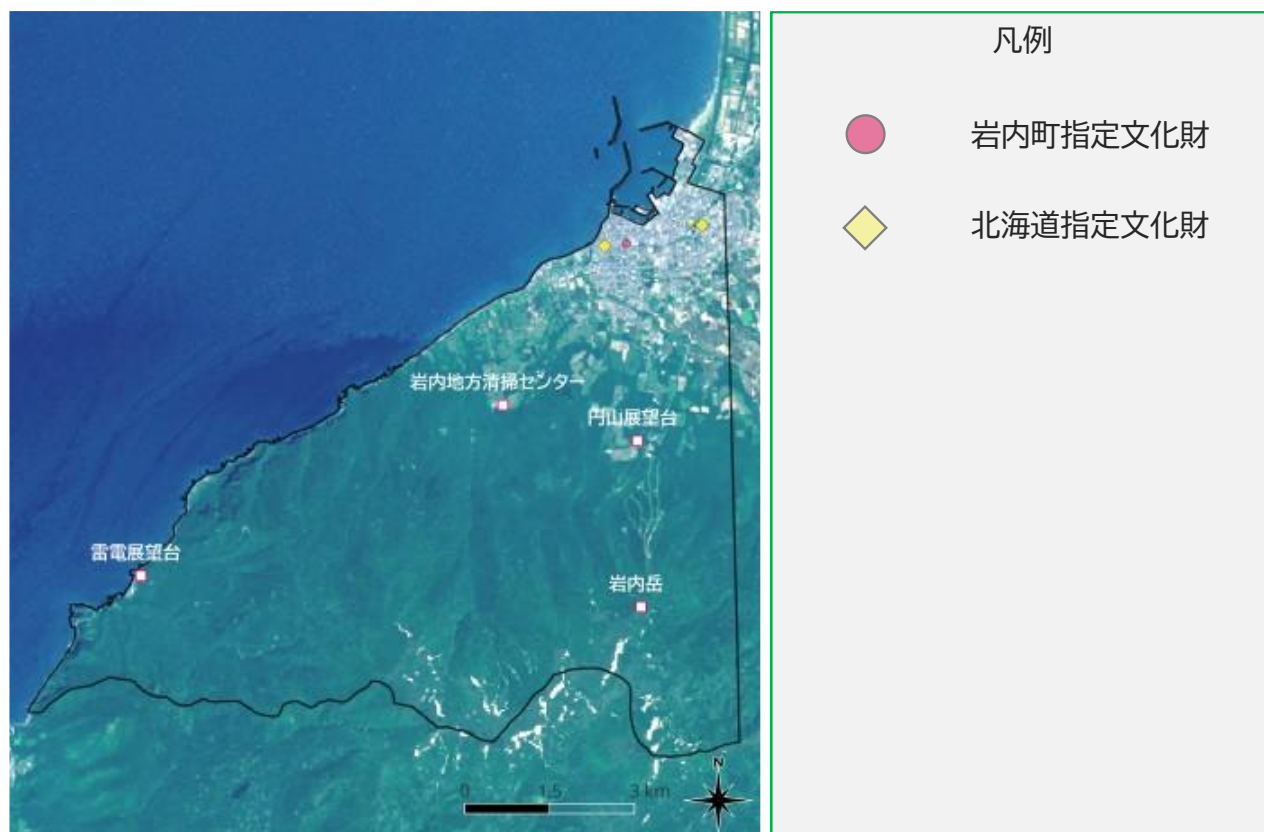 岩内地方清掃センター
円山展望台
雷電展望台
岩内岳
0 1.5 3 km
N
凡例
岩内町指定文化財
北海道指定文化財